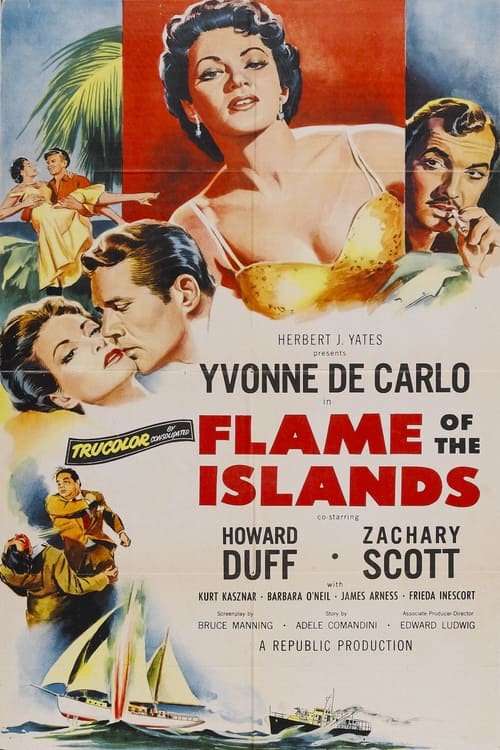 HERBERT J. YATES
presents
YVONNE DE CARLO
in
FLAME OF THE
ISLANDS
TRUCOLOR BY CONSOLIDATED
co-starring
HOWARD DUFF • ZACHARY SCOTT
with
KURT KASZNAR • BARBARA O'NEIL • JAMES ARNESS • FRIEDA INESCORT
Screenplay by
BRUCE MANNING •
Story by
ADELE COMANDINI •
Associate Producer-Director
EDWARD LUDWIG
A REPUBLIC PRODUCTION